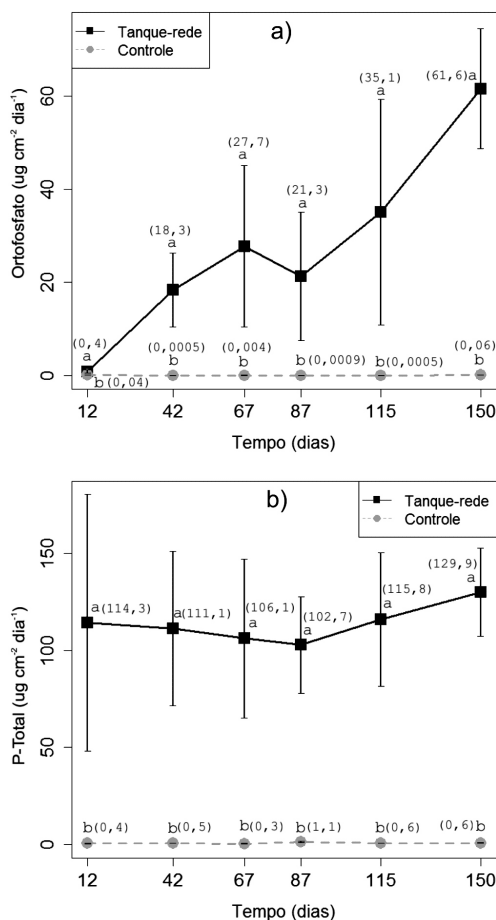 a)
Tanque-rede
Controle
Ortofosfato (ug cm⁻² dia⁻¹)
60
40
20
0
(61,6)a
(35,1)
a
(27,7)
a
(21,3)
a
(18,3)
a
(0,4)
a
b(0,04)
(0,0005)
b
(0,004)
b
b(0,0009)
b(0,0005)
(0,06)
b
12 42 67 87 115 150
Tempo (dias)
b)
Tanque-rede
Controle
P-Total (ug cm⁻² dia⁻¹)
150
100
50
0
a(114,3)
a(111,1)
(106,1)
a
(102,7)
a
(115,8)
a
(129,9)
a
b(0,4)
b(0,5)
b(0,3)
b(1,1)
b(0,6)
(0,6)b
12 42 67 87 115 150
Tempo (dias)